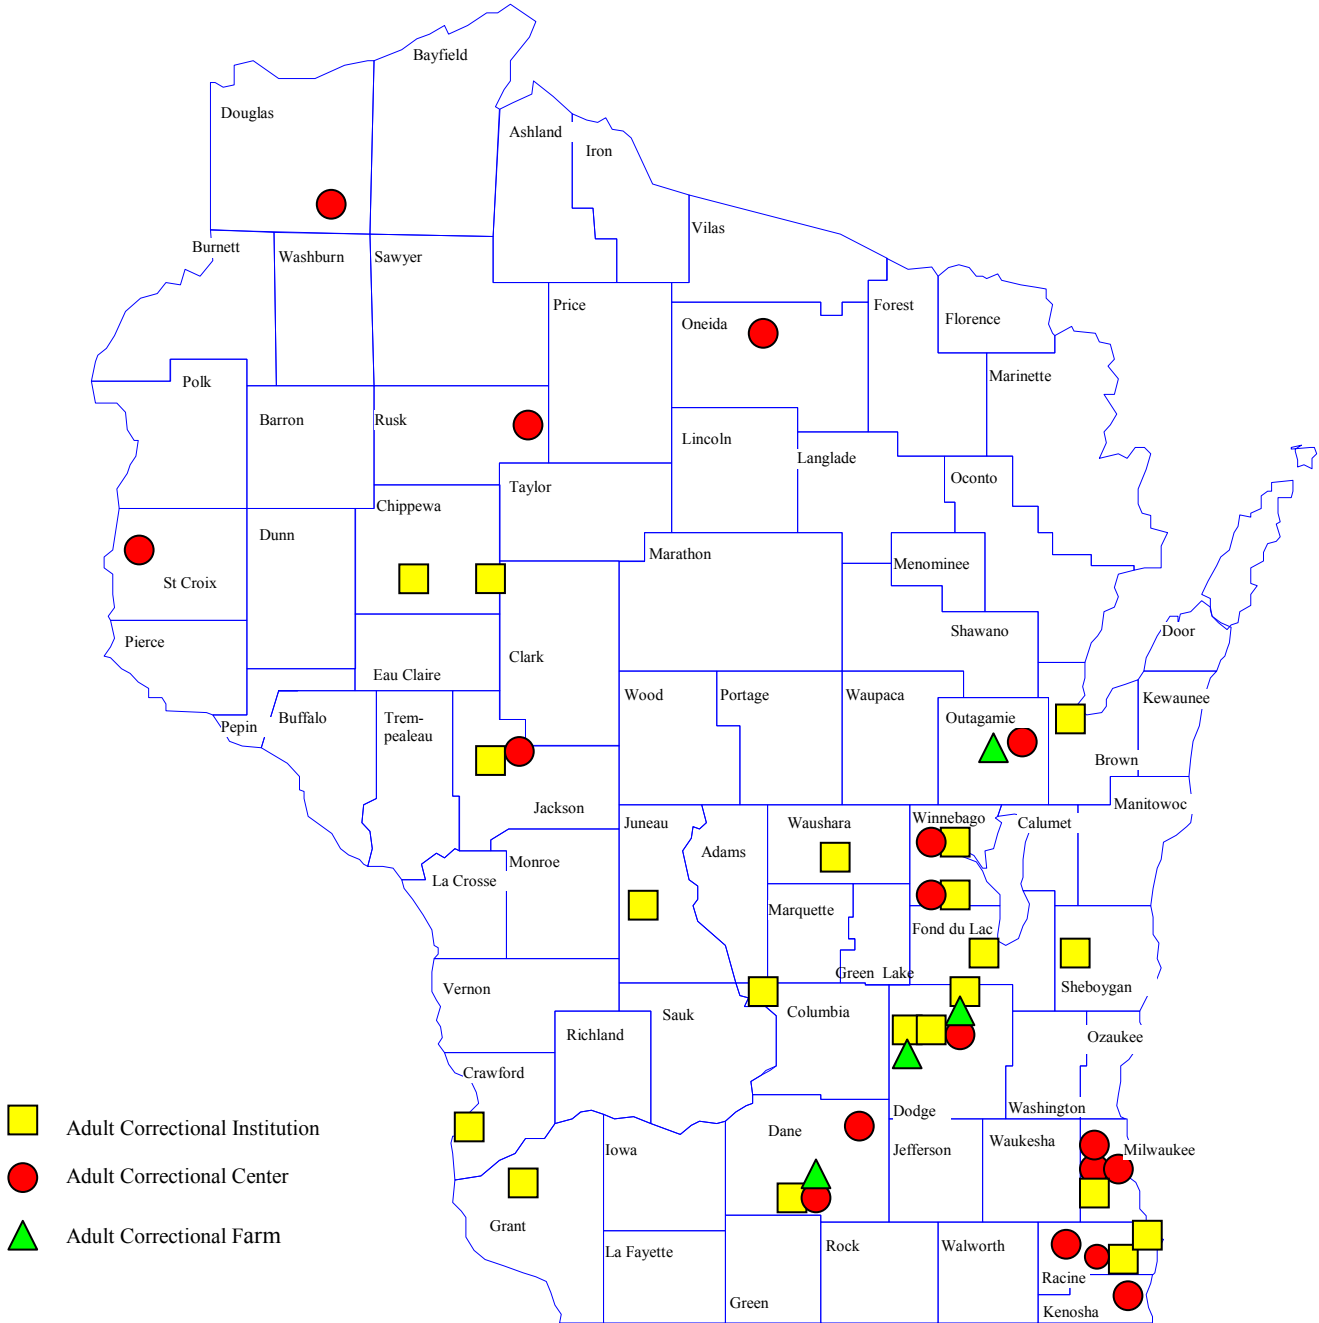 Bayfield
Douglas
Ashland
Iron
Vilas
Burnett
Washburn
Sawyer
Price
Forest
Oneida
Florence
Marinette
Polk
Barron
Rusk
Lincoln
Langlade
Oconto
Taylor
Chippewa
Dunn
Marathon
Menominee
St Croix
Shawano
Door
Pierce
Clark
Eau Claire
Wood
Portage
Waupaca
Kewaunee
Buffalo
Trem-
pealeau
Outagamie
Pepin
Brown
Manitowoc
Jackson
Juneau
Waushara
Winnebago
Calumet
Adams
Monroe
La Crosse
Marquette
Fond du Lac
Green Lake
Vernon
Sheboygan
Sauk
Columbia
Richland
Ozaukee
Crawford
Dodge
Washington
Adult Correctional Institution
Dane
Iowa
Jefferson
Waukesha
Milwaukee
Adult Correctional Center
Grant
Adult Correctional Farm
La Fayette
Rock
Walworth
Racine
Green
Kenosha